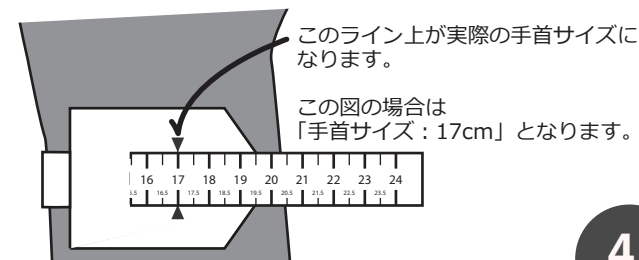 このライン上が実際の手首サイズに
なります。
この図の場合は
「手首サイズ：17cm」となります。
16 17 18 19 20 21 22 23 24
16.5 17.5 18.5 19.5 20.5 21.5 22.5 23.5
4